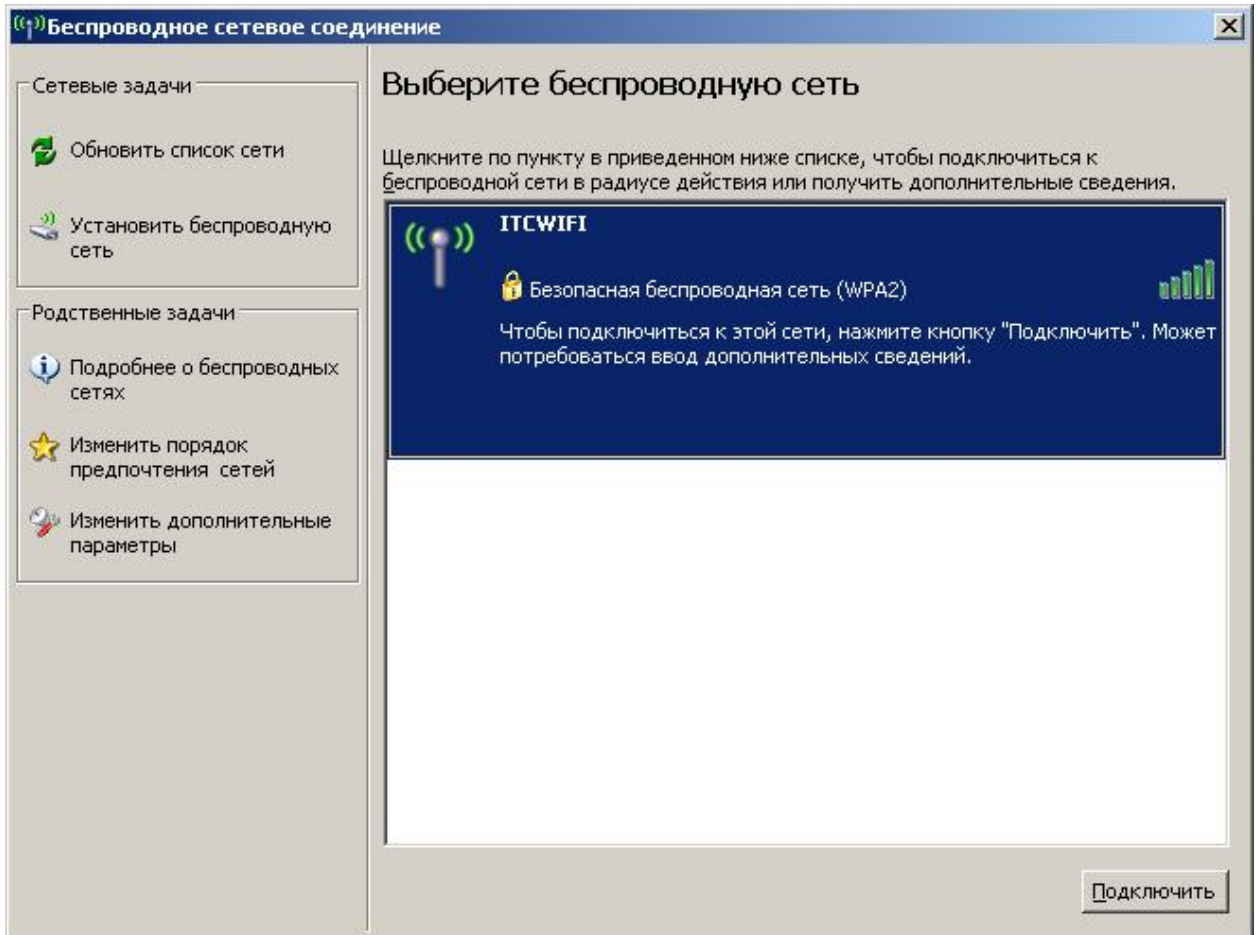 Беспроводное сетевое соединение
Сетевые задачи
Обновить список сети
Установить беспроводную
сеть
Родственные задачи
Подробнее о беспроводных
сетях
Изменить порядок
предпочтения сетей
Изменить дополнительные
параметры
Выберите беспроводную сеть
Щелкните по пункту в приведенном ниже списке, чтобы подключиться к
беспроводной сети в радиусе действия или получить дополнительные сведения.
ITCWIFI
Безопасная беспроводная сеть (WPA2)
Чтобы подключиться к этой сети, нажмите кнопку "Подключить". Может
потребоваться ввод дополнительных сведений.
Подключить